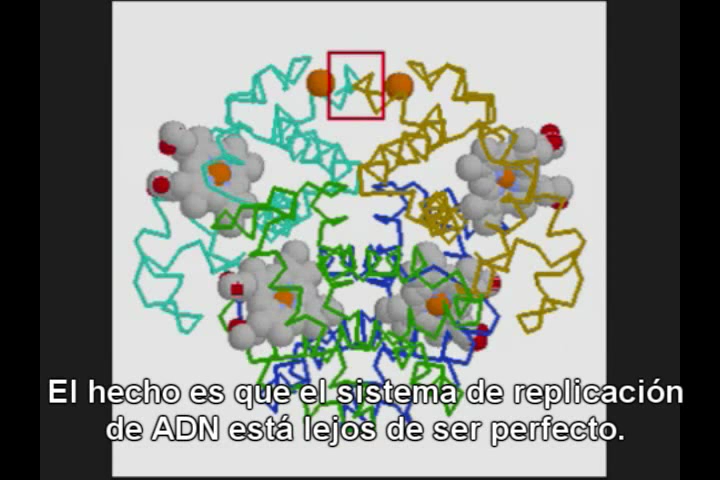 El hecho es que el sistema de replicación
de ADN está lejos de ser perfecto.